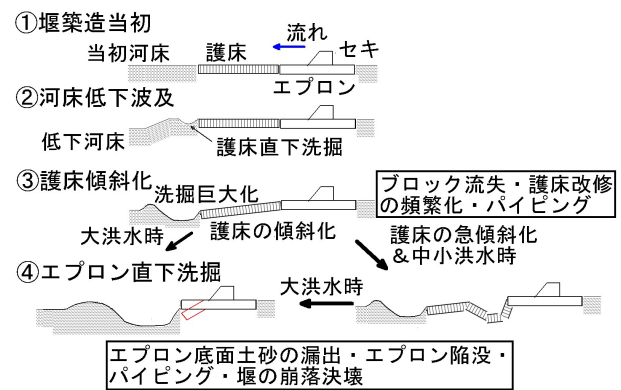 ①堰築造当初
流れ
当初河床 護床 セキ
エプロン
②河床低下波及
低下河床 護床直下洗掘
③護床傾斜化
洗掘巨大化
ブロック流失・護床改修
の頻繁化・パイピング
大洪水時 護床の傾斜化
護床の急傾斜化
&中小洪水時
④エプロン直下洗掘
大洪水時
エプロン底面土砂の漏出・エプロン陥没・
パイピング・堰の崩落決壊